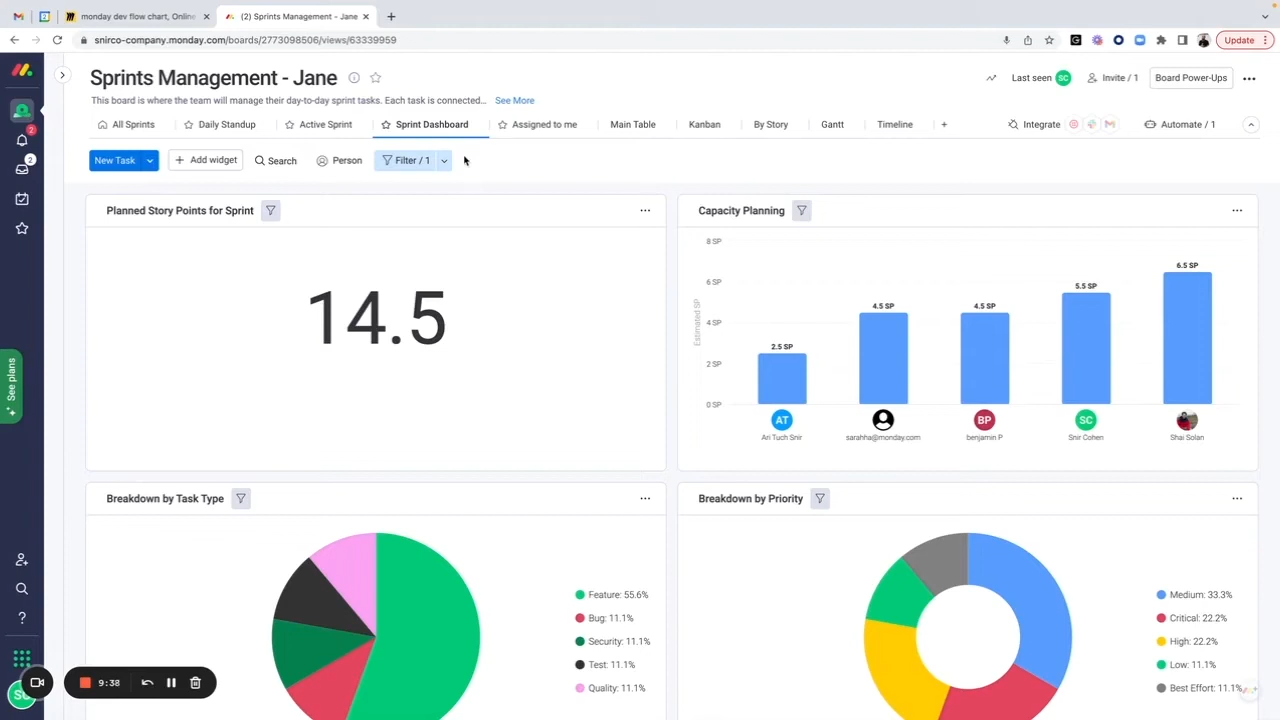 monday dev flow chart, Online
(2) Sprints Management - Jane
snirco-company.monday.com/boards/2773098506/views/63339959
Update
Sprints Management - Jane
Last seen SC
Invite / 1
Board Power-Ups
This board is where the team will manage their day-to-day sprint tasks. Each task is connected... See More
All Sprints
Daily Standup
Active Sprint
Sprint Dashboard
Assigned to me
Main Table
Kanban
By Story
Gantt
Timeline
+
Integrate
Automate / 1
New Task
+ Add widget
Search
Person
Filter / 1
2
2
See plans
Planned Story Points for Sprint
14.5
Capacity Planning
Estimated SP
8 SP
6 SP
4 SP
2 SP
0 SP
2.5 SP
4.5 SP
4.5 SP
5.5 SP
6.5 SP
AT
BP
SC
Ari Tuch Snir
sarahha@monday.com
benjamin P
Snir Cohen
Shai Solan
Breakdown by Task Type
Feature: 55.6%
Bug: 11.1%
Security: 11.1%
Test: 11.1%
Quality: 11.1%
Breakdown by Priority
Medium: 33.3%
Critical: 22.2%
High: 22.2%
Low: 11.1%
Best Effort: 11.1%
9:38